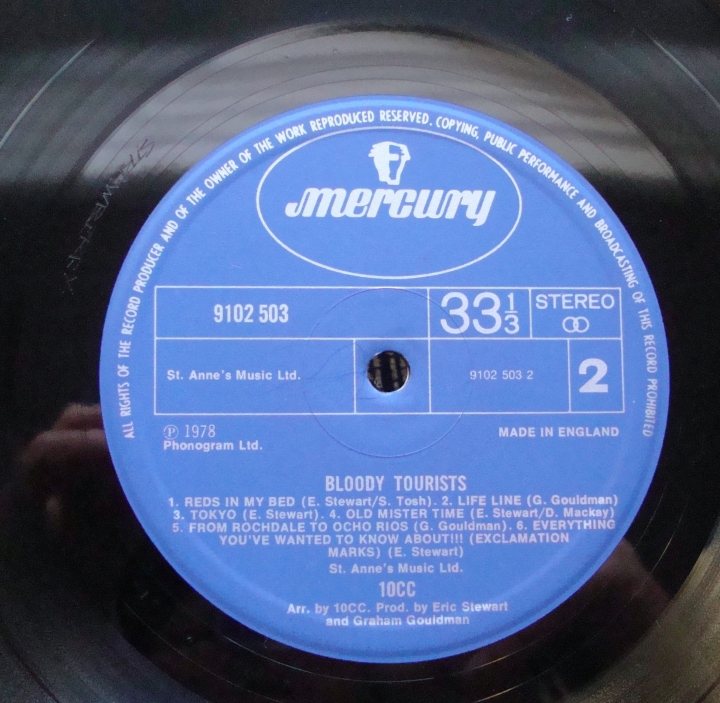 ALL RIGHTS OF THE RECORD PRODUCER AND OF THE OWNER OF THE WORK REPRODUCED RESERVED. COPYING, PUBLIC PERFORMANCE AND BROADCASTING OF THIS RECORD PROHIBITED
mercury
9102 503
33 1/3
STEREO
St. Anne's Music Ltd.
9102 503 2
2
℗ 1978
Phonogram Ltd.
MADE IN ENGLAND
BLOODY TOURISTS
1. REDS IN MY BED (E. Stewart/S. Tosh). 2. LIFE LINE (G. Gouldman)
3. TOKYO (E. Stewart). 4. OLD MISTER TIME (E. Stewart/D. Mackay)
5. FROM ROCHDALE TO OCHO RIOS (G. Gouldman). 6. EVERYTHING
YOU'VE WANTED TO KNOW ABOUT!!! (EXCLAMATION
MARKS) (E. Stewart)
St. Anne's Music Ltd.
10CC
Arr. by 10CC. Prod. by Eric Stewart
and Graham Gouldman